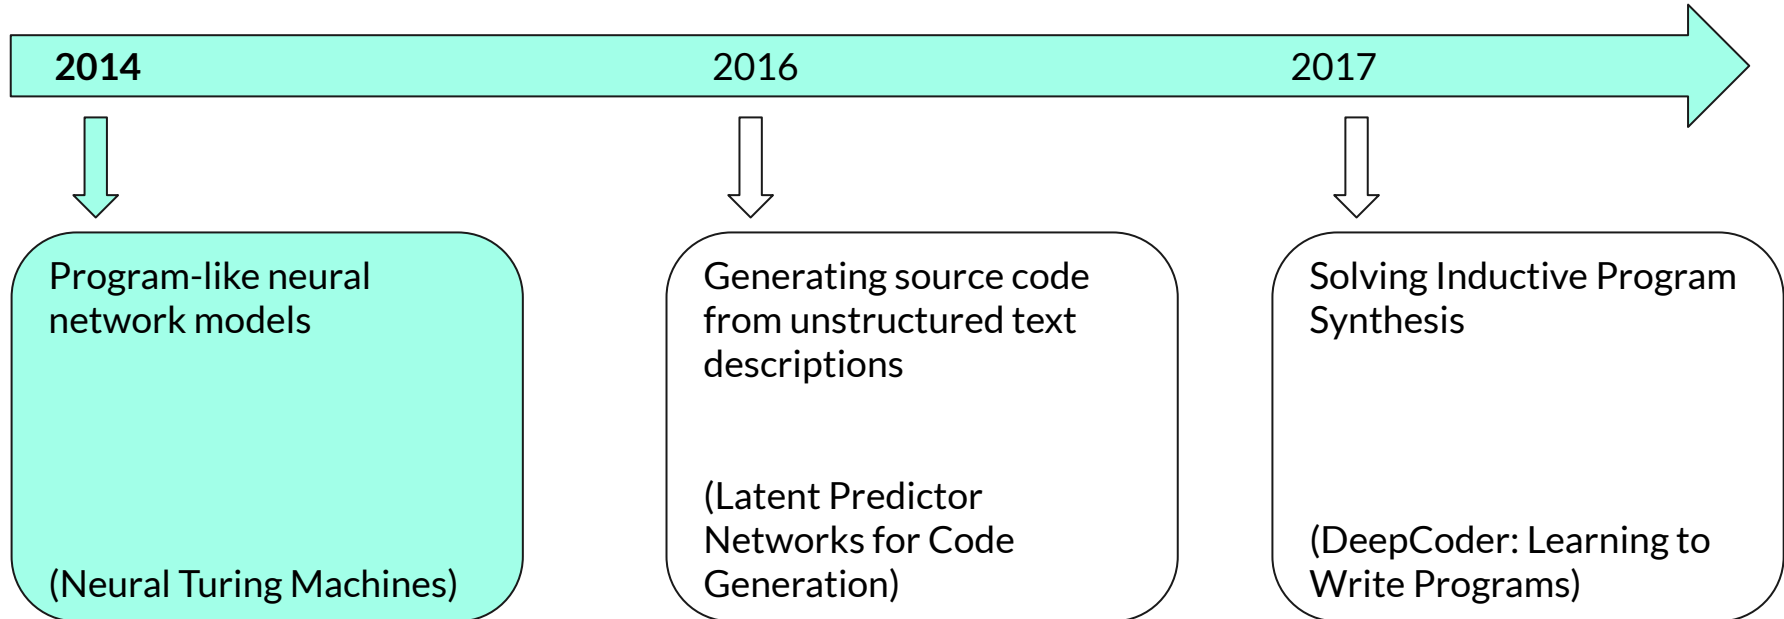 2014
2016
2017
Program-like neural
network models
(Neural Turing Machines)
Generating source code
from unstructured text
descriptions
(Latent Predictor
Networks for Code
Generation)
Solving Inductive Program
Synthesis
(DeepCoder: Learning to
Write Programs)